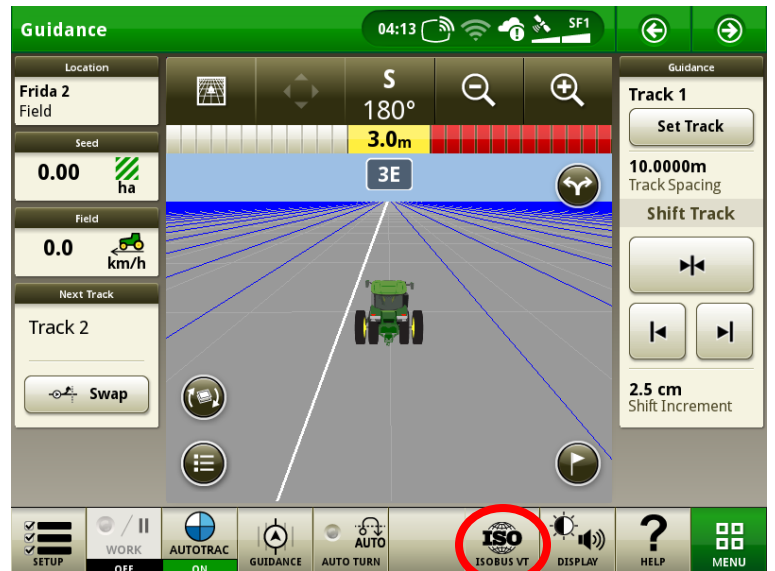 Guidance
04:13
SF1
Location
Frida 2
Field
Seed
0.00
ha
Field
0.0
km/h
Next Track
Track 2
Swap
S
180°
3.0m
3E
Guidance
Track 1
Set Track
10.0000m
Track Spacing
Shift Track
2.5 cm
Shift Increment
SETUP
WORK
OFF
AUTOTRAC
ON
GUIDANCE
AUTO
AUTO TURN
ISO
ISOBUS VT
DISPLAY
?
HELP
MENU